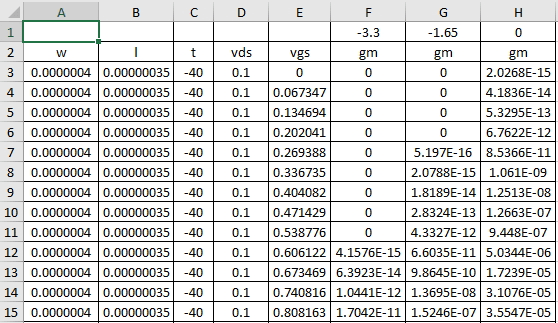 A B C D E F G H
1 -3.3 -1.65 0
2 w l t vds vgs gm gm gm
3 0.0000004 0.00000035 -40 0.1 0 0 0 2.0268E-15
4 0.0000004 0.00000035 -40 0.1 0.067347 0 0 4.1836E-14
5 0.0000004 0.00000035 -40 0.1 0.134694 0 0 5.3295E-13
6 0.0000004 0.00000035 -40 0.1 0.202041 0 0 6.7622E-12
7 0.0000004 0.00000035 -40 0.1 0.269388 0 5.197E-16 8.5366E-11
8 0.0000004 0.00000035 -40 0.1 0.336735 0 2.0788E-15 1.061E-09
9 0.0000004 0.00000035 -40 0.1 0.404082 0 1.8189E-14 1.2513E-08
10 0.0000004 0.00000035 -40 0.1 0.471429 0 2.8324E-13 1.2663E-07
11 0.0000004 0.00000035 -40 0.1 0.538776 0 4.3327E-12 9.448E-07
12 0.0000004 0.00000035 -40 0.1 0.606122 4.1576E-15 6.6035E-11 5.0344E-06
13 0.0000004 0.00000035 -40 0.1 0.673469 6.3923E-14 9.8645E-10 1.7239E-05
14 0.0000004 0.00000035 -40 0.1 0.740816 1.0441E-12 1.3695E-08 3.1076E-05
15 0.0000004 0.00000035 -40 0.1 0.808163 1.7042E-11 1.5246E-07 3.5547E-05